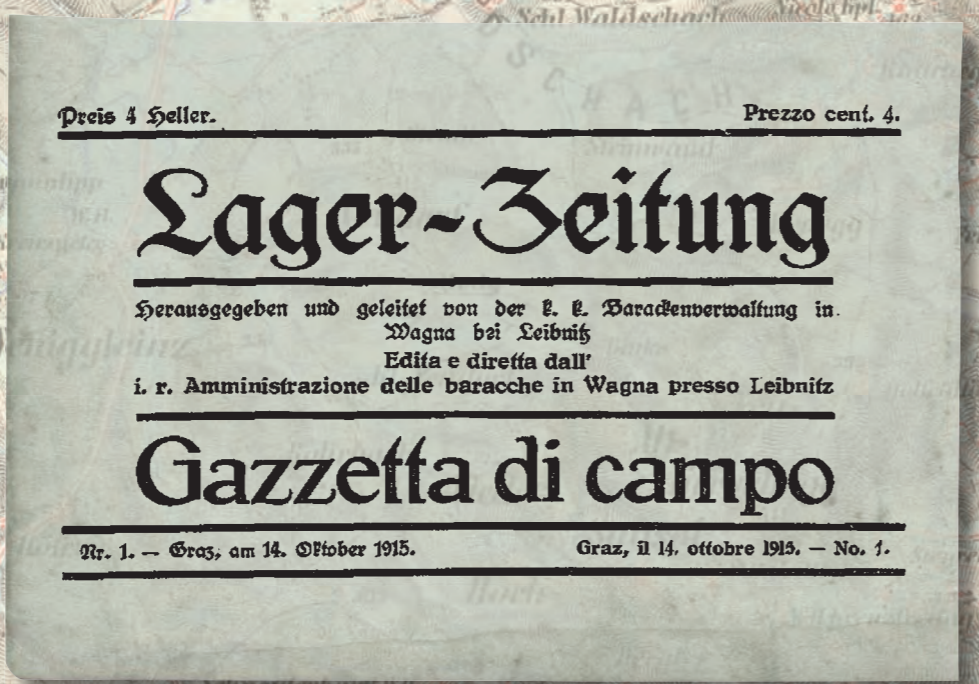 Preis 4 Heller.
Prezzo cent. 4.
Lager-Zeitung
Herausgegeben und geleitet von der k. k. Barackenverwaltung in
Wagna bei Leibnitz
Edita e diretta dall'
i. r. Amministrazione delle baracche in Wagna presso Leibnitz
Gazzetta di campo
Nr. 1. — Graz, am 14. Oktober 1915.
Graz, il 14. ottobre 1915. — No. 1.